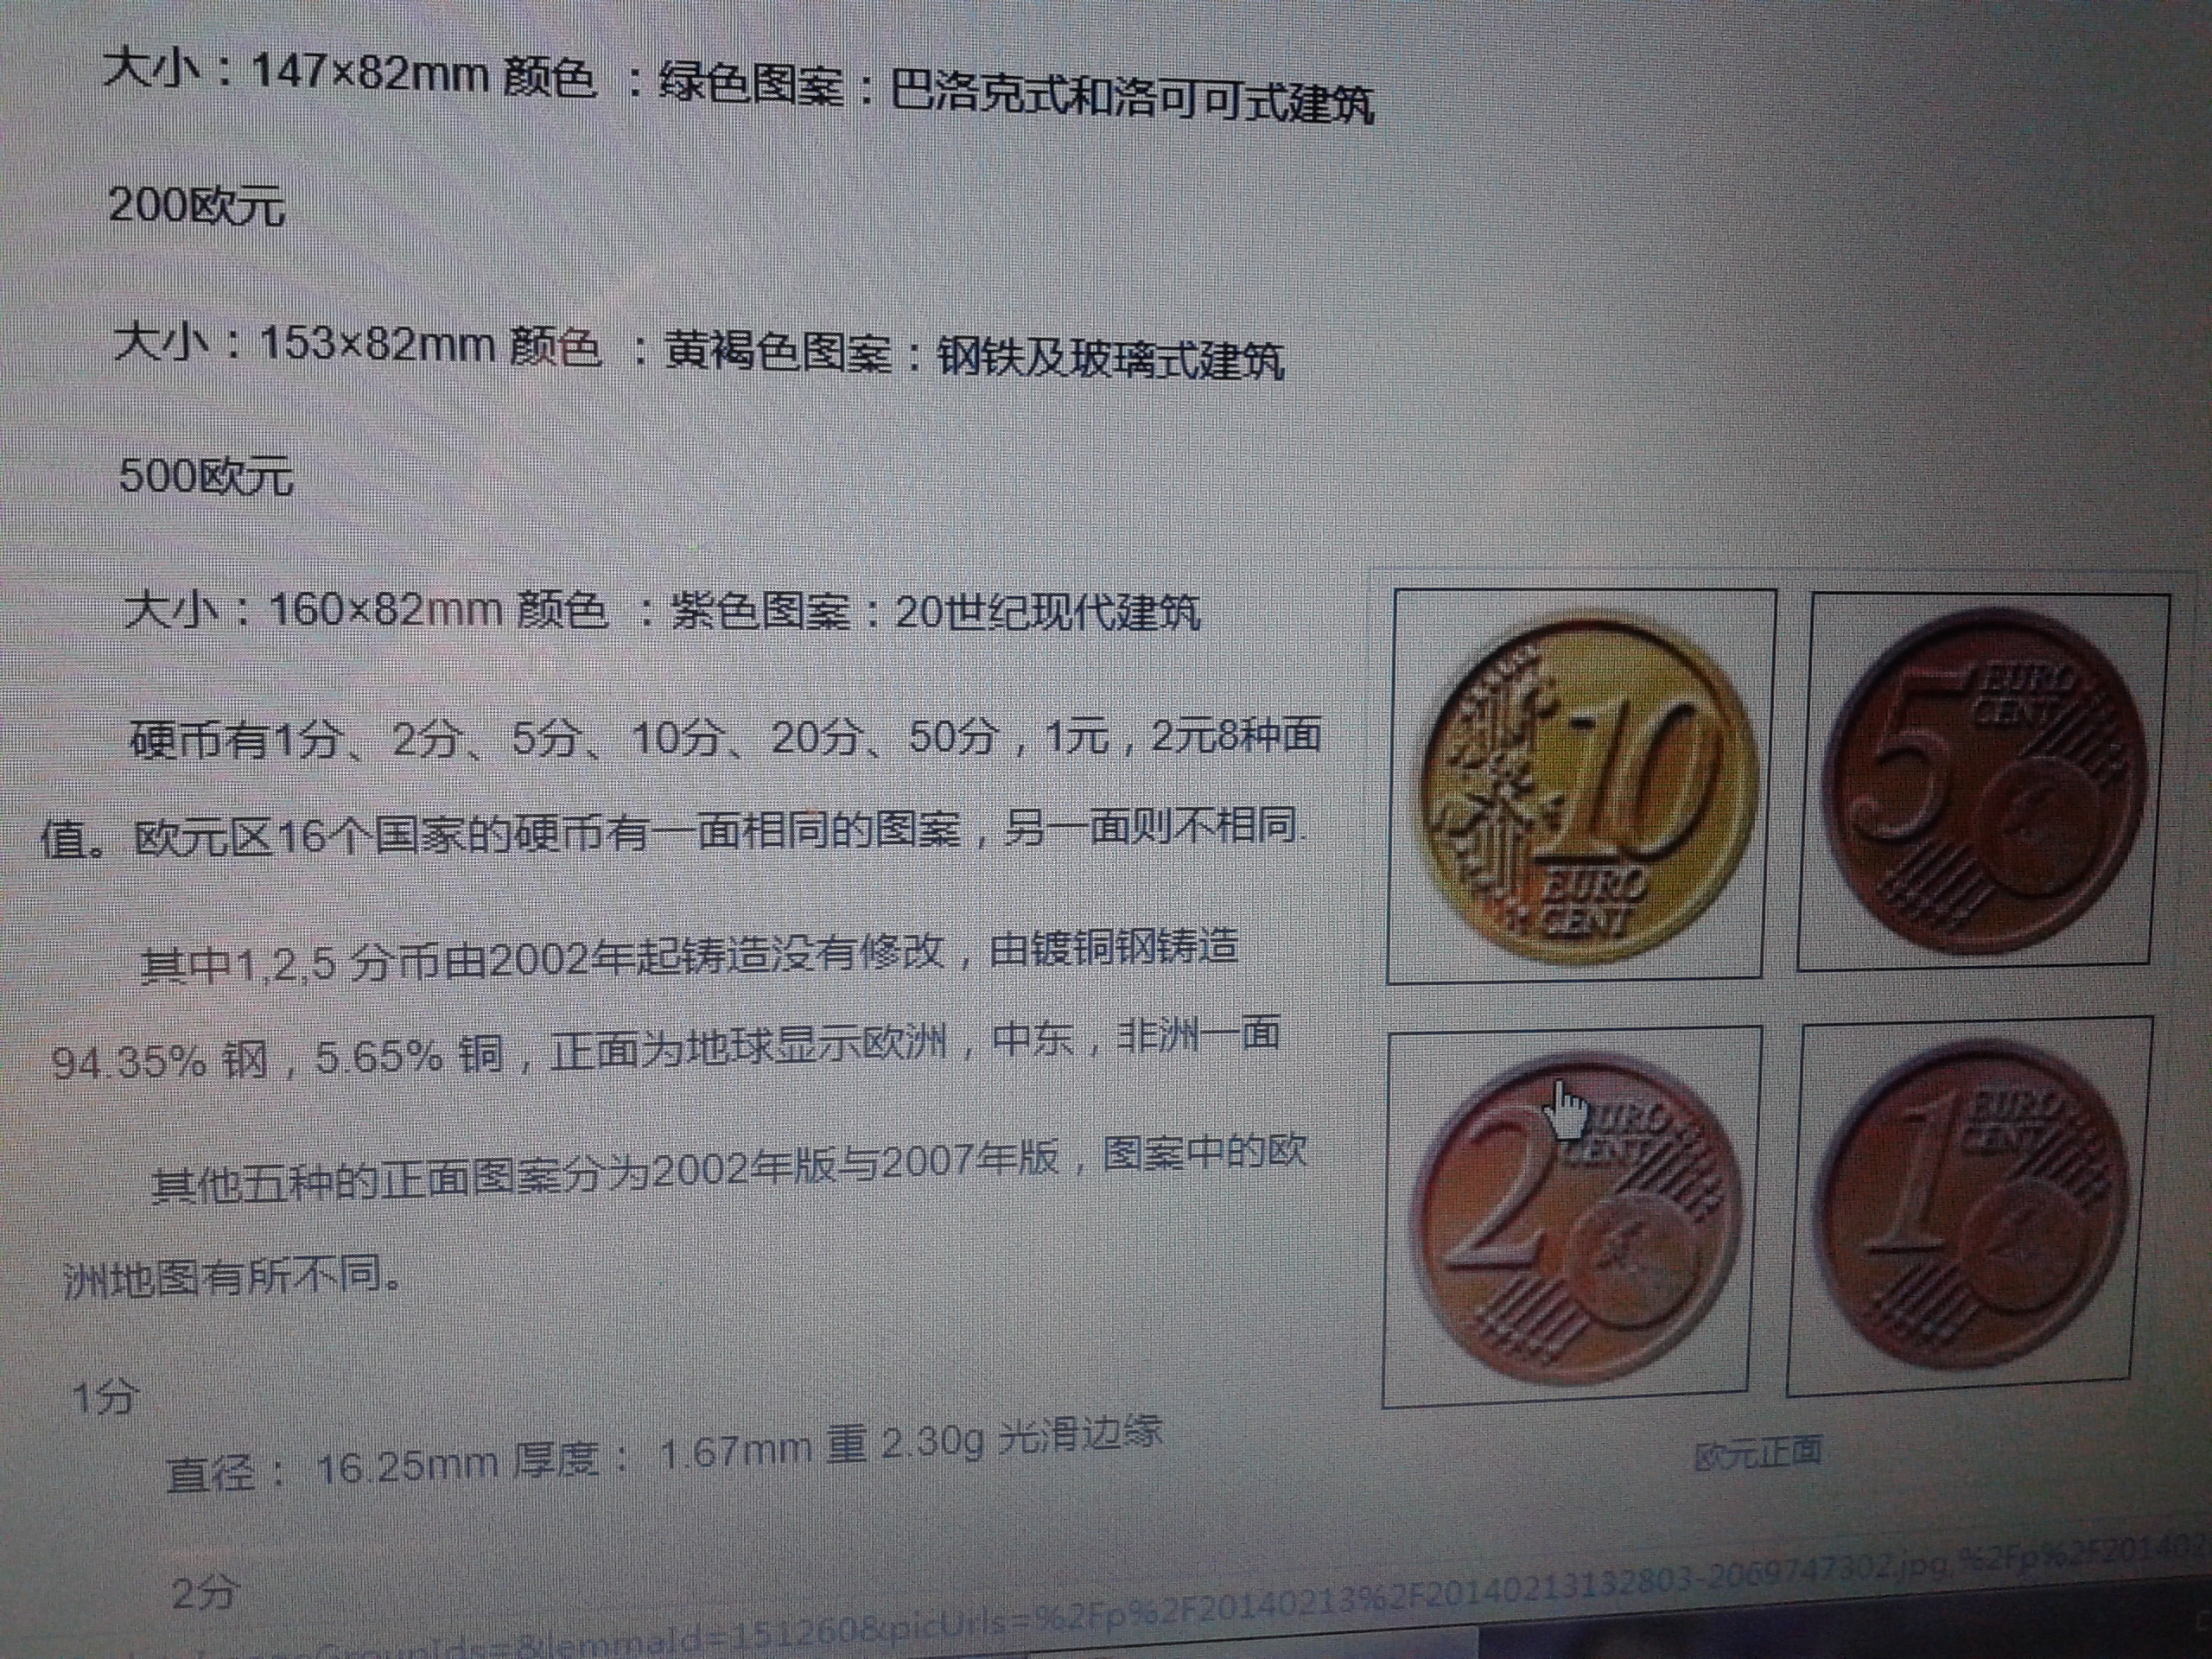 大小：147×82mm 颜色 ：绿色图案：巴洛克式和洛可可式建筑
200欧元
大小：153×82mm 颜色 ：黄褐色图案：钢铁及玻璃式建筑
500欧元
大小：160×82mm 颜色 ：紫色图案：20世纪现代建筑
硬币有1分、2分、5分、10分、20分、50分，1元，2元8种面
值。欧元区16个国家的硬币有一面相同的图案，另一面则不相同.
其中1,2,5 分币由2002年起铸造没有修改，由镀铜钢铸造
94.35% 钢，5.65% 铜，正面为地球显示欧洲，中东，非洲一面
其他五种的正面图案分为2002年版与2007年版，图案中的欧
洲地图有所不同。
1分
直径： 16.25mm 厚度： 1.67mm 重 2.30g 光滑边缘
2分
10
EURO
CENT
5
EURO
CENT
2
URO
CENT
1
EURO
CENT
欧元正面
GroupIds=&lemmaId=151260&picUrls=%2Fp%2F20140213%2F20140213132803-2069747302.jpg,%2Fp%2F201402